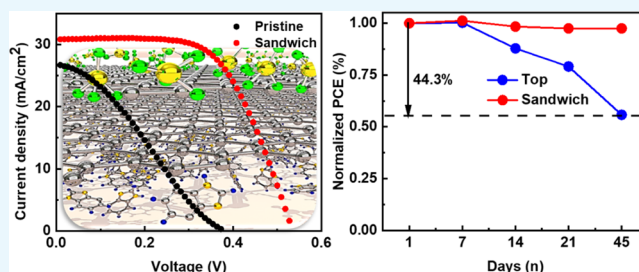 Current density (mA/cm²)
30
20
10
0
Pristine
Sandwich
0.0 0.2 0.4 0.6
Voltage (V)
Normalized PCE (%)
1.00
0.75
0.50
0.25
0.00
44.3%
Top
Sandwich
1 7 14 21 45
Days (n)